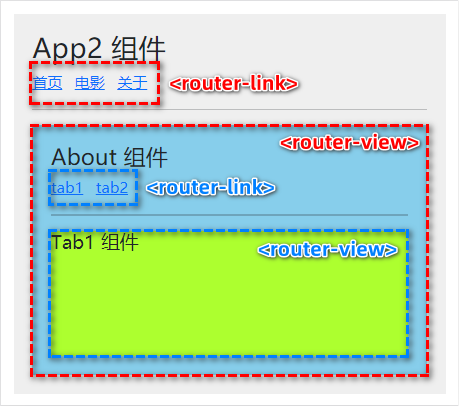 App2 组件
首页 电影 关于 <router-link>
<router-view>
About 组件
tab1 tab2 <router-link>
Tab1 组件 <router-view>